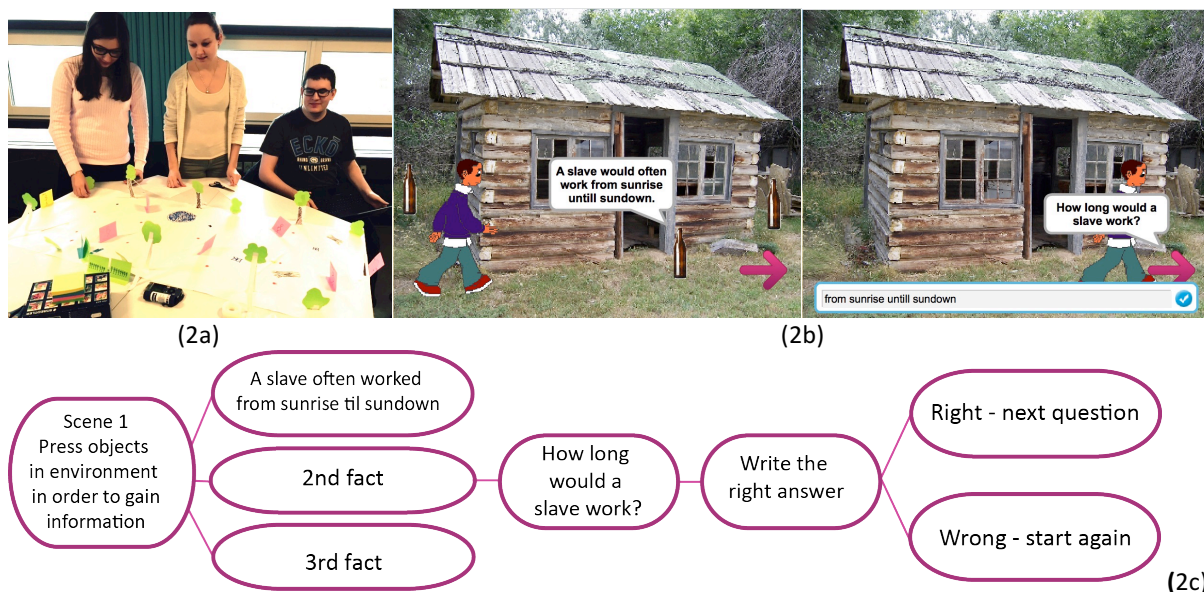 ECKŌ
UNLIMITED
A slave would often
work from sunrise
untill sundown.
How long would a
slave work?
from sunrise untill sundown
(2a)
(2b)
Scene 1
Press objects
in environment
in order to gain
information
A slave often worked
from sunrise til sundown
2nd fact
3rd fact
How long
would a
slave work?
Write the
right answer
Right - next question
Wrong - start again
(2c)